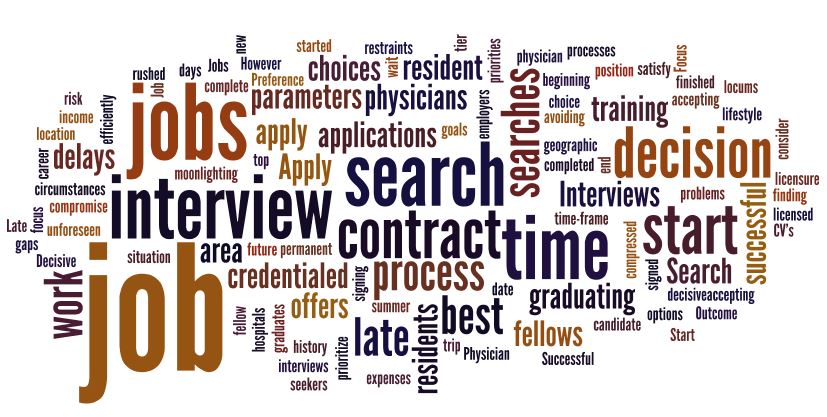 new
started
restraints
tier
priorities
physician
processes
rushed
days
Jobs
However
choices
wait
resident
Focus
Job
complete
Preference
beginning
position
satisfy
finished
risk
jobs
parameters
physicians
searches
choice
accepting
locums
income
efficiently
employers
avoiding
training
lifestyle
location
apply
applications
goals
career
delays
top
Apply
search
geographic
completed
end
decision
consider
moonlighting
circumstances
interview
Interviews
problems
successful
licensure
finding
compromise
focus
Late
gaps
unforeseen
contract
time
time-frame
compressed
start
licensed
CV's
Decisive
situation
area
future
permanent
work
job
credentialed
signing
process
signed
Search
date
graduating
decisiveaccepting
offers
summer
best
options
Outcome
fellow
hospitals
graduates
late
residents
fellows
candidate
Start
history
prioritize
trip
Physician
Successful
interviews
seekers
expenses